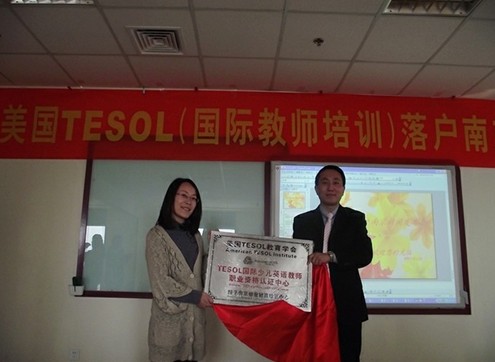 美国TESOL(国际教师培训)落户南
美国TESOL教育学会
American TESOL Institute
TESOL国际少儿英语教师
职业资格认证中心